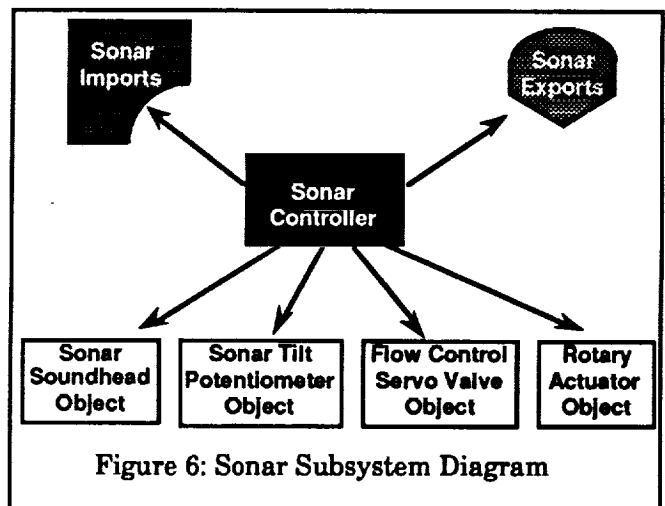 Sonar
Imports
Sonar
Exports
Sonar
Controller
Sonar
Soundhead
Object
Sonar Tilt
Potentiometer
Object
Flow Control
Servo Valve
Object
Rotary
Actuator
Object
Figure 6: Sonar Subsystem Diagram